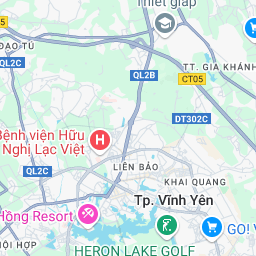 Thiết giáp
ĐẠO TÚ
QL2C
QL2B
TT. GIA KHÁNH
CT05
ĐT302C
Bệnh viện Hữu
Nghị Lạc Việt
LIÊN BẢO
QL2C
KHAI QUANG
Hồng Resort
Tp. Vĩnh Yên
GO! V
HỘI HỢP
HERON LAKE GOLF